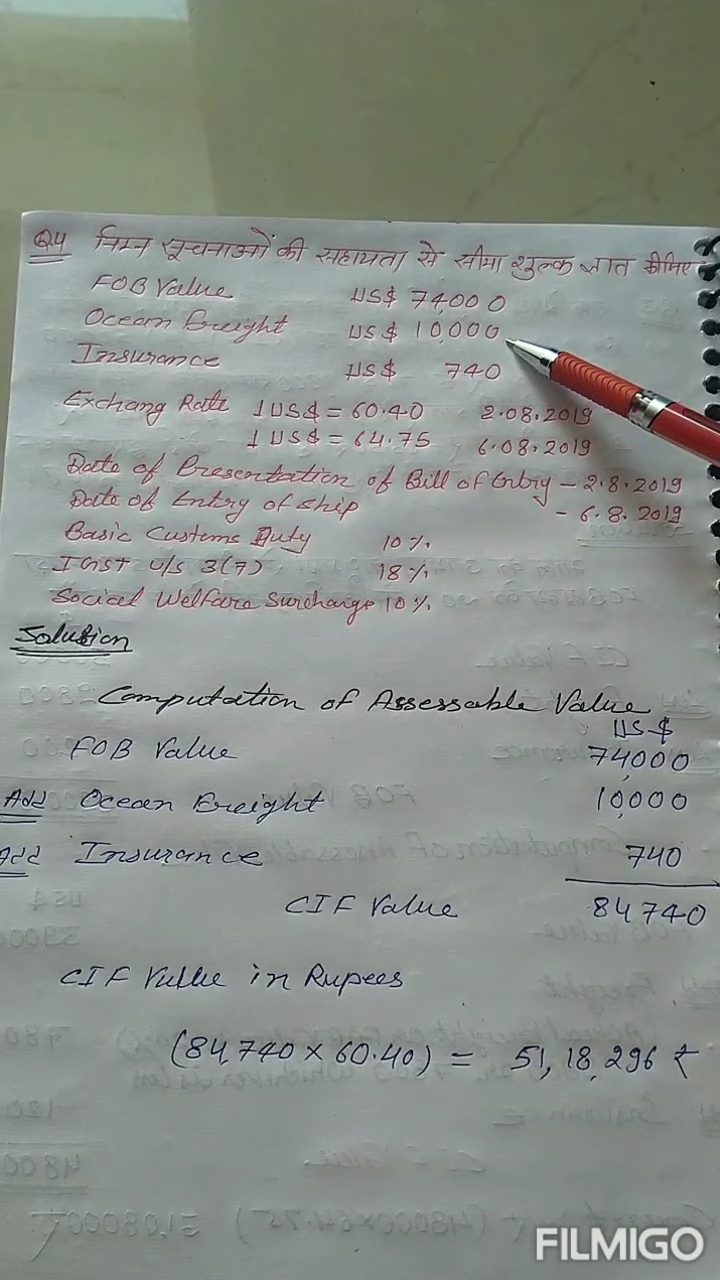 Q4 निम्न सूचनाओं की सहायता से सीमा शुल्क ज्ञात कीजिए
FOB Value US$ 74,000
Ocean Freight US$ 10,000
Insurance US$ 740
Exchang Rate 1 US$ = 60.40 2.08.2019
1 US$ = 64.75 6.08.2019
Date of Presentation of Bill of Entry - 2.8.2019
Date of Entry of Ship - 6.8.2019
Basic Customs Duty 10%
IGST U/S 3(7) 18%
Social Welfare Surcharge 10%
Solution
Computation of Assessable Value
US $
FOB Value 74,000
Add Ocean Freight 10,000
Add Insurance 740
CIF Value 84740
CIF Value in Rupees
(84,740 × 60.40) = 51,18,296 ₹
FILMIGO